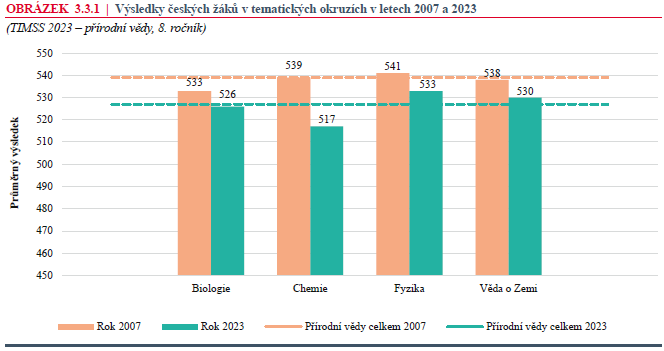 OBRÁZEK 3.3.1 | Výsledky českých žáků v tematických okruzích v letech 2007 a 2023
(TIMSS 2023 – přírodní vědy, 8. ročník)
Průměrný výsledek
550
540
530
520
510
500
490
480
470
460
450
533
526
539
517
541
533
538
530
Biologie
Chemie
Fyzika
Věda o Zemi
Rok 2007
Rok 2023
Přírodní vědy celkem 2007
Přírodní vědy celkem 2023